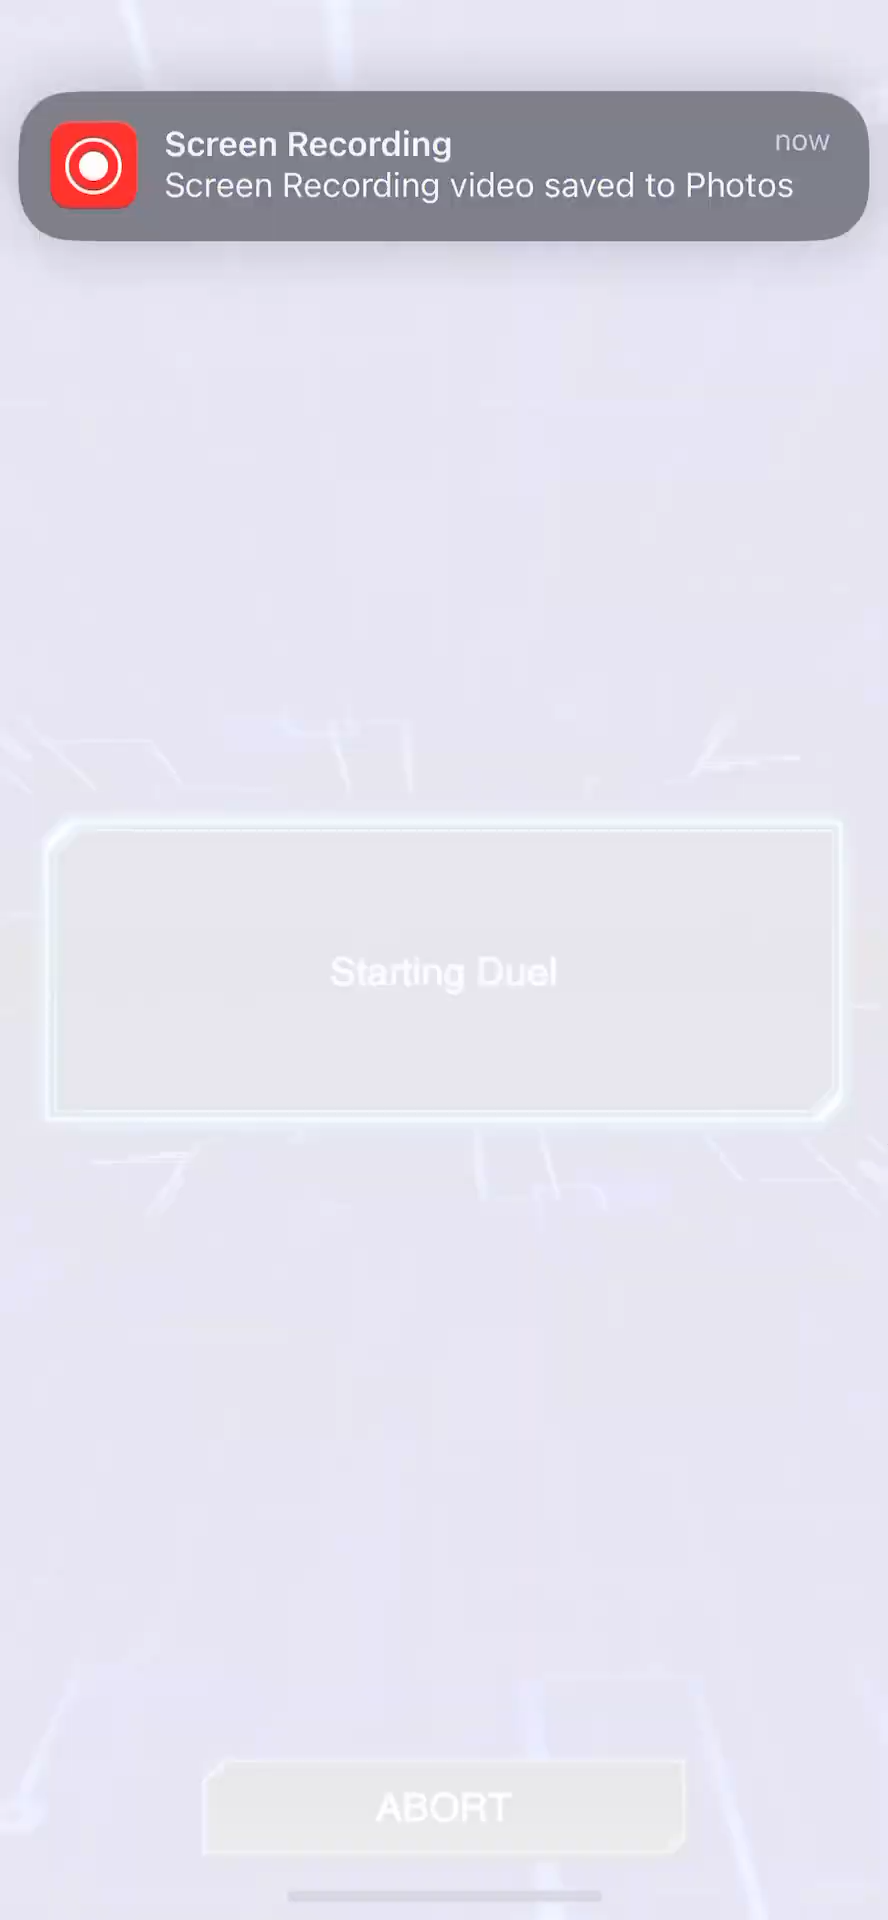 Screen Recording
now
Screen Recording video saved to Photos
Starting Duel
ABORT